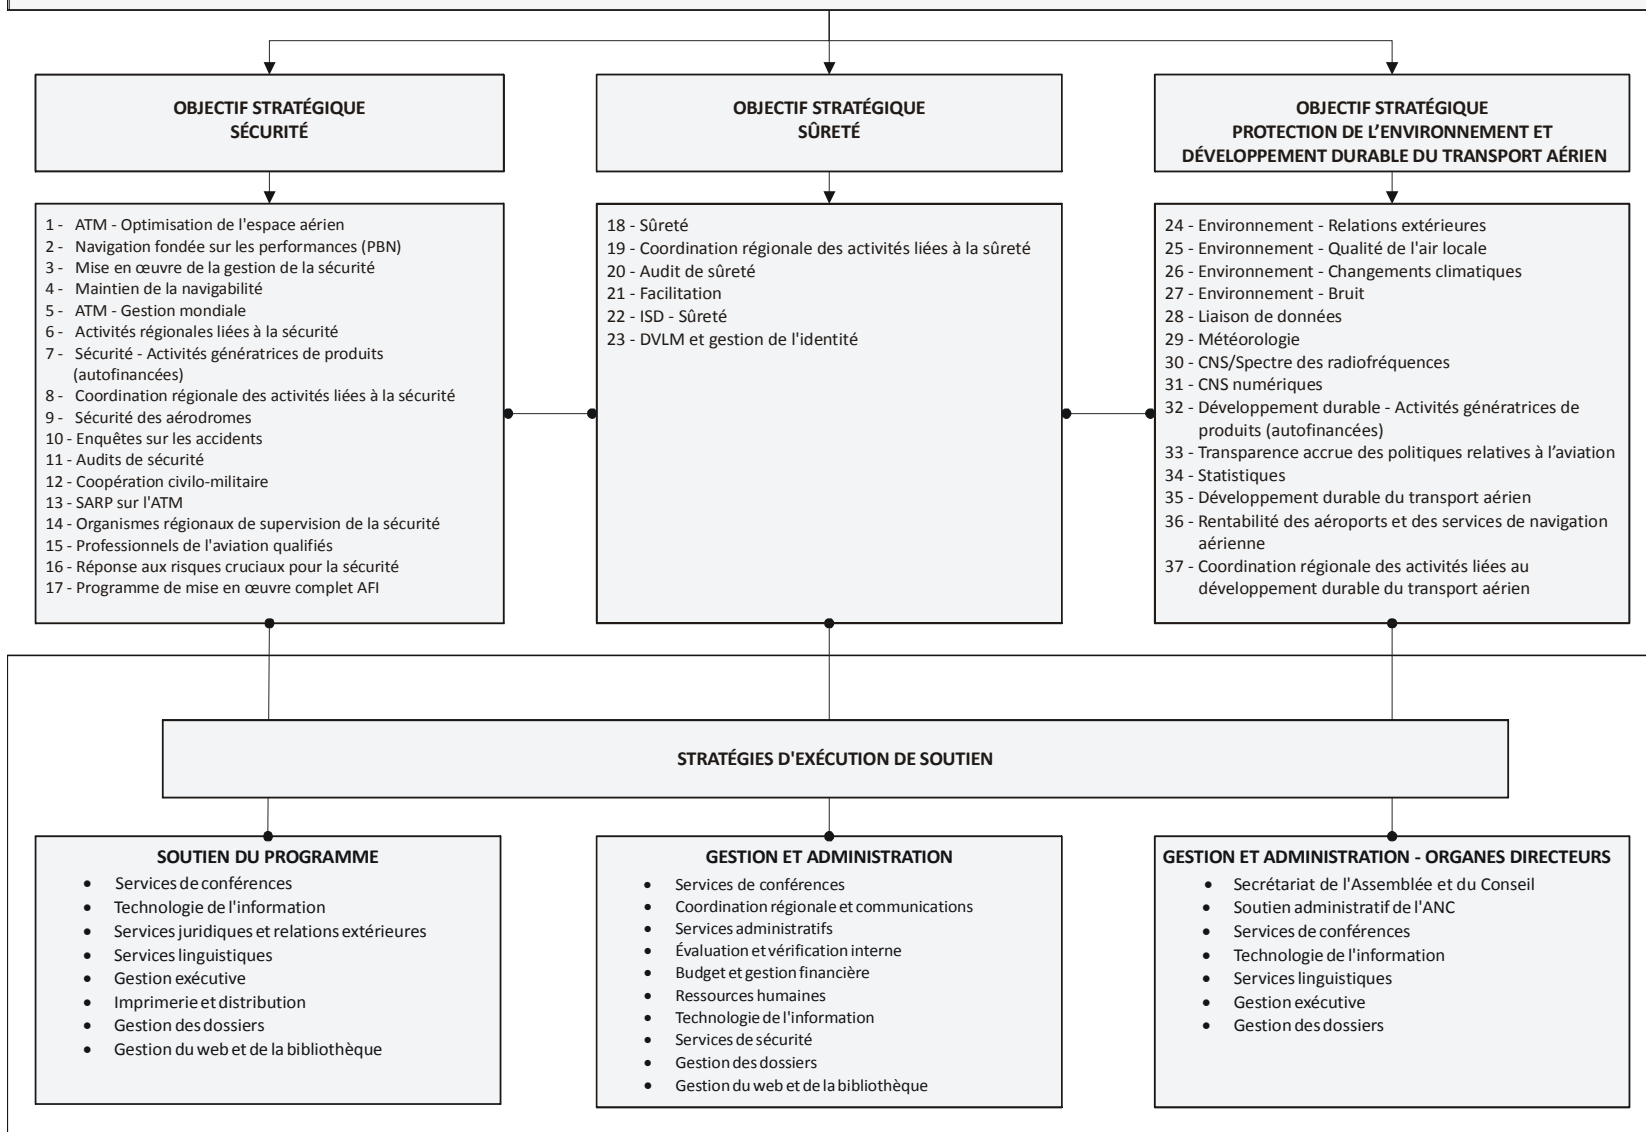 OBJECTIF STRATÉGIQUE
SÉCURITÉ
OBJECTIF STRATÉGIQUE
SÛRETÉ
OBJECTIF STRATÉGIQUE
PROTECTION DE L’ENVIRONNEMENT ET
DÉVELOPPEMENT DURABLE DU TRANSPORT AÉRIEN
1 - ATM - Optimisation de l'espace aérien
2 - Navigation fondée sur les performances (PBN)
3 - Mise en œuvre de la gestion de la sécurité
4 - Maintien de la navigabilité
5 - ATM - Gestion mondiale
6 - Activités régionales liées à la sécurité
7 - Sécurité - Activités génératrices de produits
(autofinancées)
8 - Coordination régionale des activités liées à la sécurité
9 - Sécurité des aérodromes
10 - Enquêtes sur les accidents
11 - Audits de sécurité
12 - Coopération civilo-militaire
13 - SARP sur l'ATM
14 - Organismes régionaux de supervision de la sécurité
15 - Professionnels de l'aviation qualifiés
16 - Réponse aux risques cruciaux pour la sécurité
17 - Programme de mise en œuvre complet AFI
18 - Sûreté
19 - Coordination régionale des activités liées à la sûreté
20 - Audit de sûreté
21 - Facilitation
22 - ISD - Sûreté
23 - DVLM et gestion de l'identité
24 - Environnement - Relations extérieures
25 - Environnement - Qualité de l'air locale
26 - Environnement - Changements climatiques
27 - Environnement - Bruit
28 - Liaison de données
29 - Météorologie
30 - CNS/Spectre des radiofréquences
31 - CNS numériques
32 - Développement durable - Activités génératrices de
produits (autofinancées)
33 - Transparence accrue des politiques relatives à l’aviation
34 - Statistiques
35 - Développement durable du transport aérien
36 - Rentabilité des aéroports et des services de navigation
aérienne
37 - Coordination régionale des activités liées au
développement durable du transport aérien
STRATÉGIES D'EXÉCUTION DE SOUTIEN
SOUTIEN DU PROGRAMME
• Services de conférences
• Technologie de l'information
• Services juridiques et relations extérieures
• Services linguistiques
• Gestion exécutive
• Imprimerie et distribution
• Gestion des dossiers
• Gestion du web et de la bibliothèque
GESTION ET ADMINISTRATION
• Services de conférences
• Coordination régionale et communications
• Services administratifs
• Évaluation et vérification interne
• Budget et gestion financière
• Ressources humaines
• Technologie de l'information
• Services de sécurité
• Gestion des dossiers
• Gestion du web et de la bibliothèque
GESTION ET ADMINISTRATION - ORGANES DIRECTEURS
• Secrétariat de l'Assemblée et du Conseil
• Soutien administratif de l'ANC
• Services de conférences
• Technologie de l'information
• Services linguistiques
• Gestion exécutive
• Gestion des dossiers